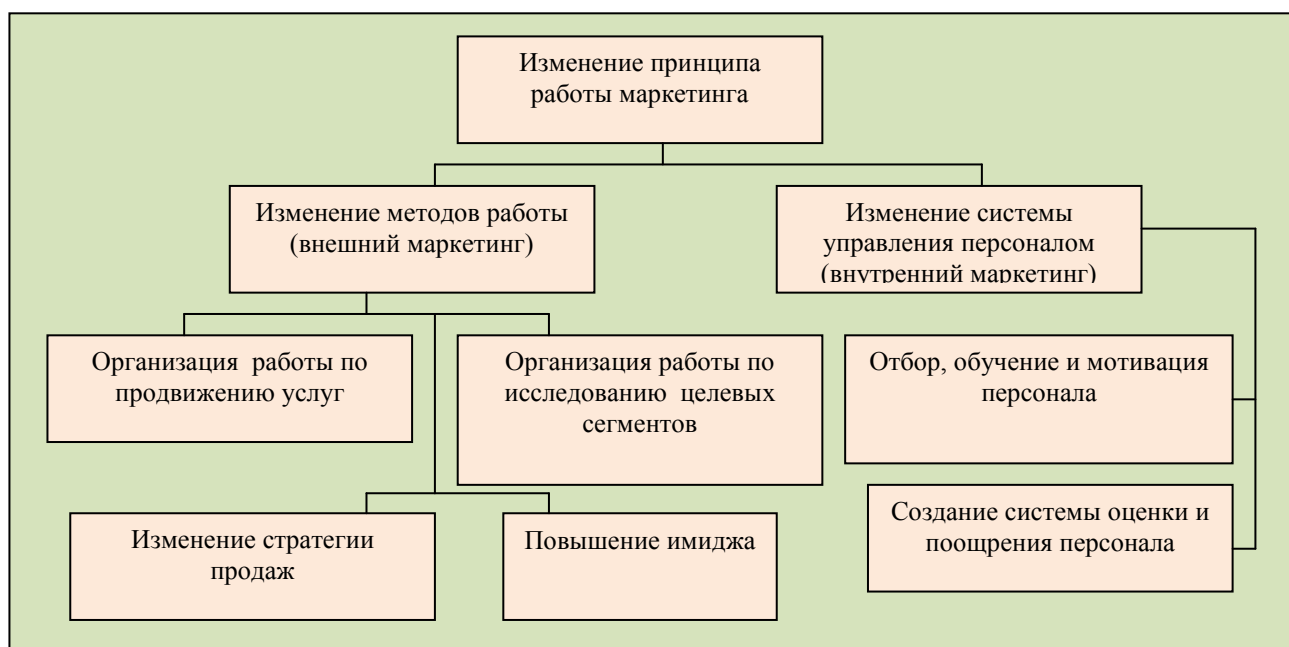 Изменение принципа
работы маркетинга
Изменение методов работы
(внешний маркетинг)
Изменение системы
управления персоналом
(внутренний маркетинг)
Организация работы по
продвижению услуг
Организация работы по
исследованию целевых
сегментов
Отбор, обучение и мотивация
персонала
Изменение стратегии
продаж
Повышение имиджа
Создание системы оценки и
поощрения персонала